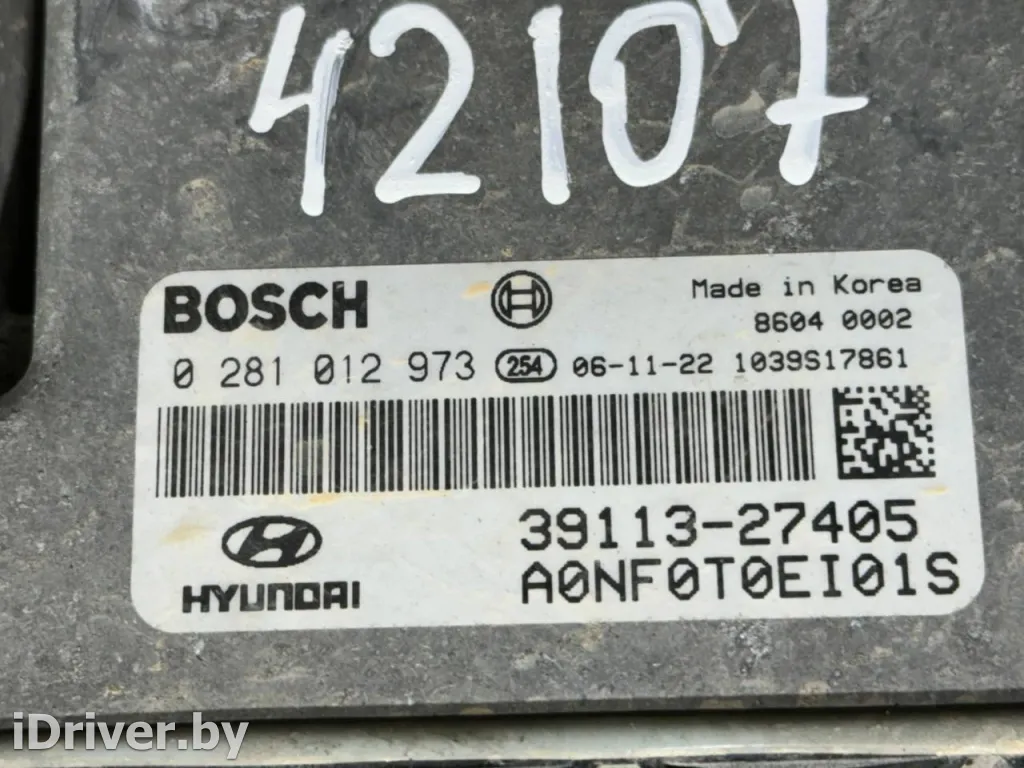 42107
BOSCH
Made in Korea
8604 0002
0 281 012 973 254 06-11-22 1039S17861
39113-27405
HYUNDAI
A0NF0T0EI01S
iDriver.by